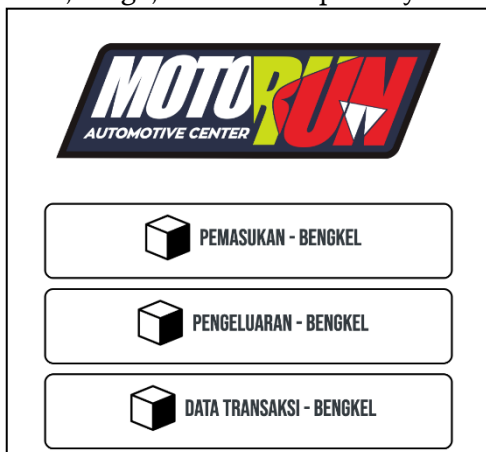 MOTORUN
AUTOMOTIVE CENTER
PEMASUKAN - BENGKEL
PENGELUARAN - BENGKEL
DATA TRANSAKSI - BENGKEL